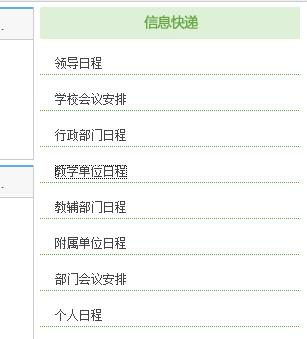 信息快递
领导日程
学校会议安排
行政部门日程
教学单位日程
教辅部门日程
附属单位日程
部门会议安排
个人日程